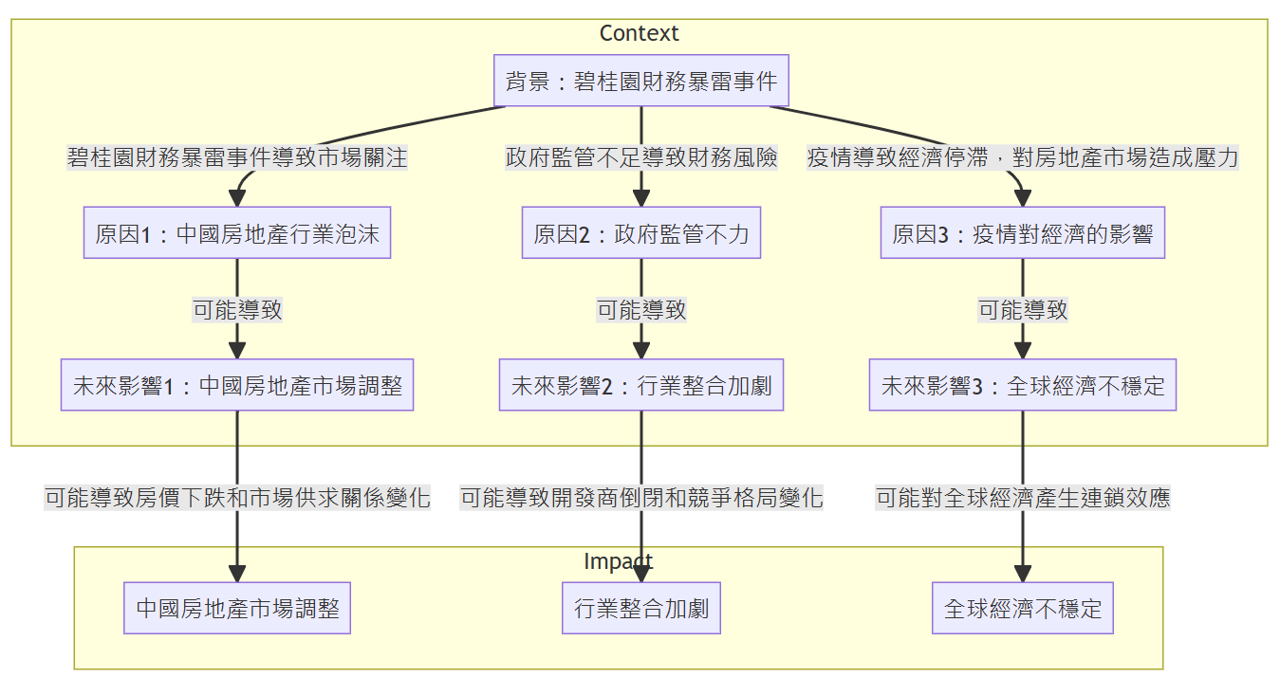 Context
背景：碧桂園財務暴雷事件
碧桂園財務暴雷事件導致市場關注
政府監管不足導致財務風險
疫情導致經濟停滯，對房地產市場造成壓力
原因1：中國房地產行業泡沫
原因2：政府監管不力
原因3：疫情對經濟的影響
可能導致
可能導致
可能導致
未來影響1：中國房地產市場調整
未來影響2：行業整合加劇
未來影響3：全球經濟不穩定
可能導致房價下跌和市場供求關係變化
可能導致開發商倒閉和競爭格局變化
可能對全球經濟產生連鎖效應
Impact
中國房地產市場調整
行業整合加劇
全球經濟不穩定